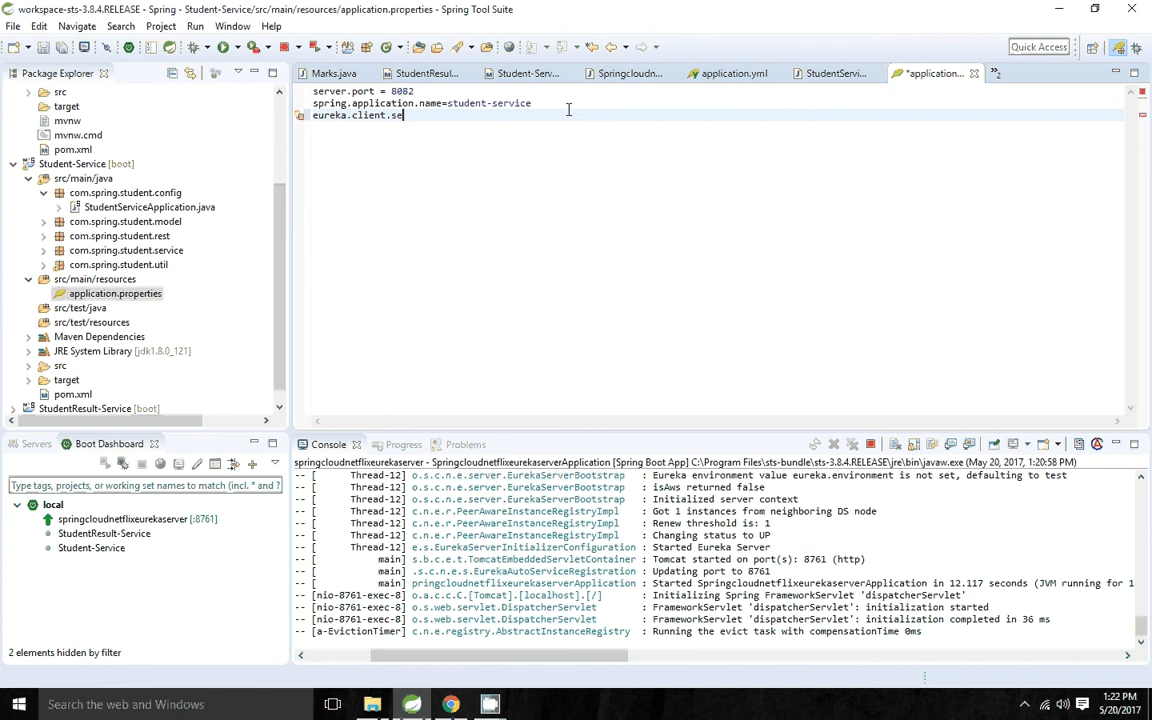 workspace-sts-3.8.4.RELEASE - Spring - Student-Service/src/main/resources/application.properties - Spring Tool Suite
File Edit Navigate Search Project Run Window Help
Quick Access
Package Explorer
src
target
mvnw
mvnw.cmd
pom.xml
Student-Service [boot]
src/main/java
com.spring.student.config
StudentServiceApplication.java
com.spring.student.model
com.spring.student.rest
com.spring.student.service
com.spring.student.util
src/main/resources
application.properties
src/test/java
src/test/resources
Maven Dependencies
JRE System Library [jdk1.8.0_121]
src
target
pom.xml
StudentResult-Service [boot]
Marks.java StudentResul... Student-Serv... Springcloudn... application.yml StudentServi... *application... »2
server.port = 8082
spring.application.name=student-service
eureka.client.se
Servers Boot Dashboard
Type tags, projects, or working set names to match (incl. * and ?
local
springcloudnetflixeurekaserver [:8761]
StudentResult-Service
Student-Service
2 elements hidden by filter
Console Progress Problems
springcloudnetflixeurekaserver - SpringcloudnetflixeurekaserverApplication [Spring Boot App] C:\Program Files\sts-bundle\sts-3.8.4.RELEASE\jre\bin\javaw.exe (May 20, 2017, 1:20:58 PM)
-- [ Thread-12] o.s.c.n.e.server.EurekaServerBootstrap : Eureka environment value eureka.environment is not set, defaulting to test
-- [ Thread-12] o.s.c.n.e.server.EurekaServerBootstrap : isAws returned false
-- [ Thread-12] o.s.c.n.e.server.EurekaServerBootstrap : Initialized server context
-- [ Thread-12] c.n.e.r.PeerAwareInstanceRegistryImpl : Got 1 instances from neighboring DS node
-- [ Thread-12] c.n.e.r.PeerAwareInstanceRegistryImpl : Renew threshold is: 1
-- [ Thread-12] c.n.e.r.PeerAwareInstanceRegistryImpl : Changing status to UP
-- [ Thread-12] e.s.EurekaServerInitializerConfiguration : Started Eureka Server
-- [ main] s.b.c.e.t.TomcatEmbeddedServletContainer : Tomcat started on port(s): 8761 (http)
-- [ main] .s.c.n.e.s.EurekaAutoServiceRegistration : Updating port to 8761
-- [ main] pringcloudnetflixeurekaserverApplication : Started SpringcloudnetflixeurekaserverApplication in 12.117 seconds (JVM running for 1
-- [nio-8761-exec-8] o.a.c.c.C.[Tomcat].[localhost].[/] : Initializing Spring FrameworkServlet 'dispatcherServlet'
-- [nio-8761-exec-8] o.s.web.servlet.DispatcherServlet : FrameworkServlet 'dispatcherServlet': initialization started
-- [nio-8761-exec-8] o.s.web.servlet.DispatcherServlet : FrameworkServlet 'dispatcherServlet': initialization completed in 36 ms
-- [a-EvictionTimer] c.n.e.registry.AbstractInstanceRegistry : Running the evict task with compensationTime 0ms
Search the web and Windows
1:22 PM
5/20/2017